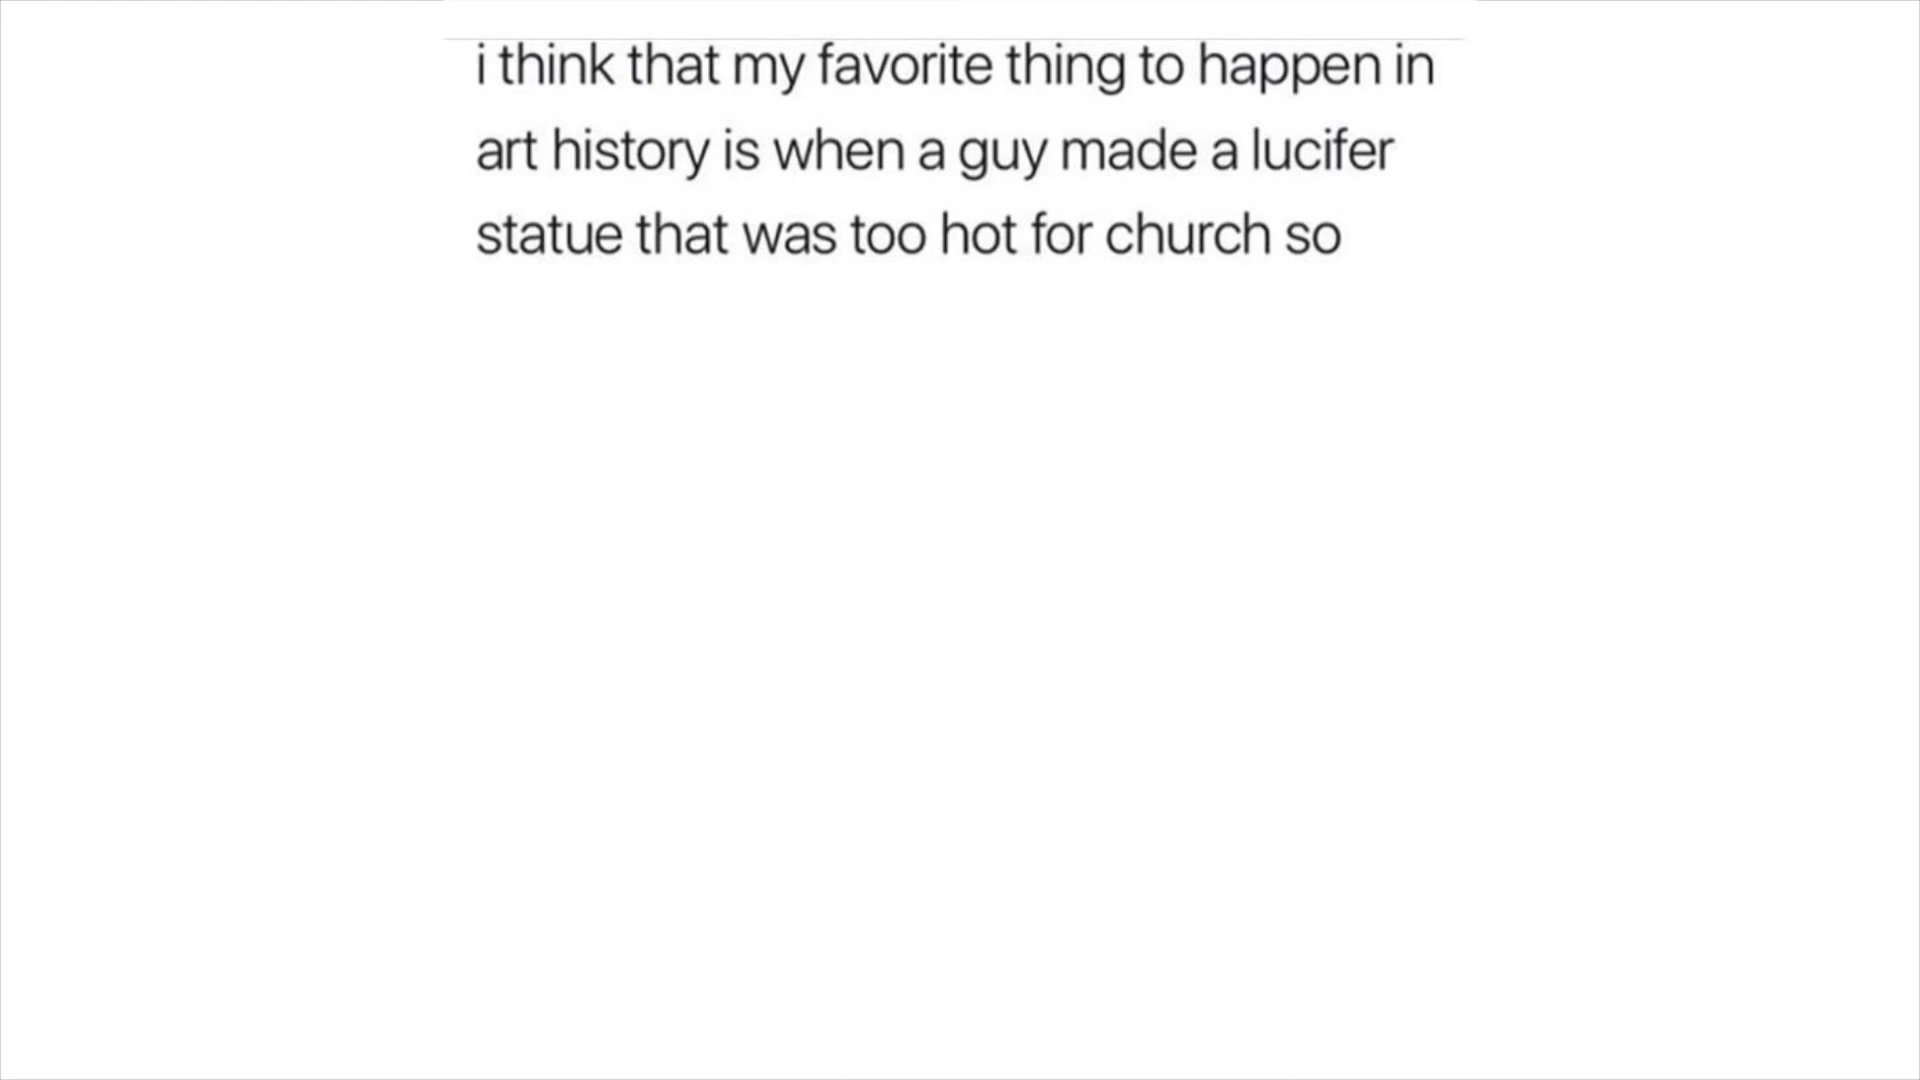 i think that my favorite thing to happen in
art history is when a guy made a lucifer
statue that was too hot for church so